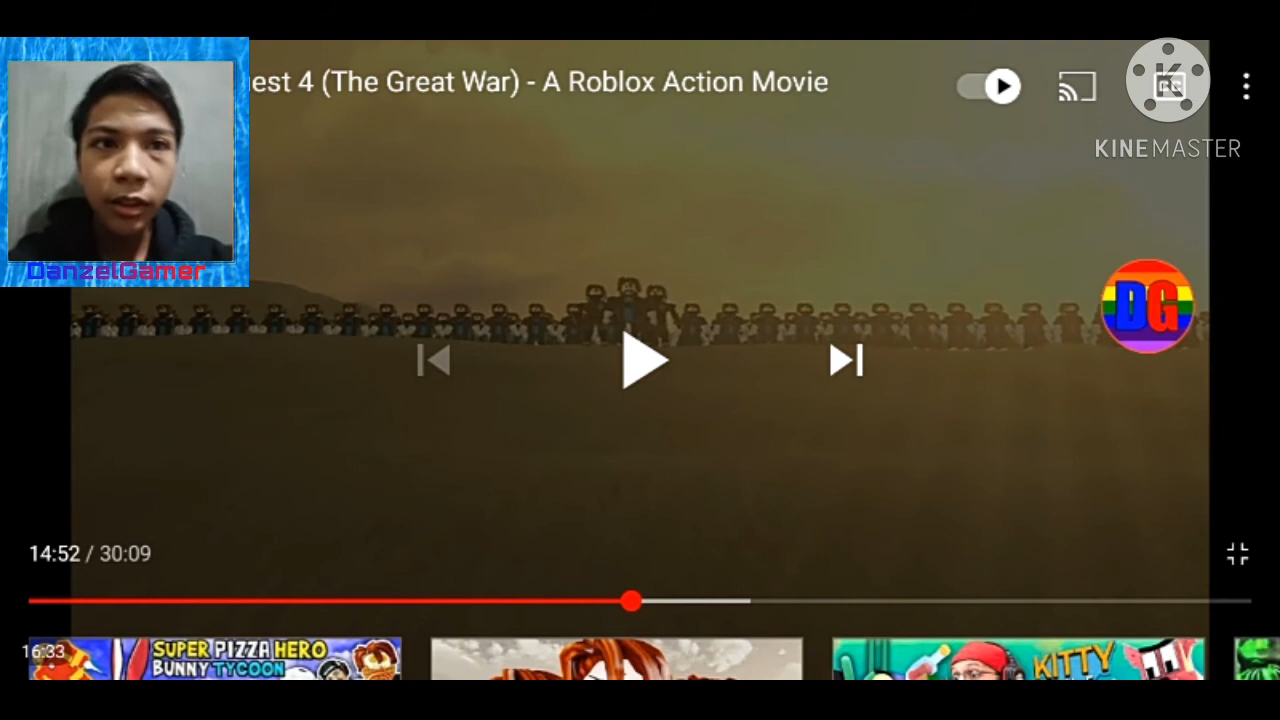 est 4 (The Great War) - A Roblox Action Movie
CC
K
KINEMASTER
DanzelGamer
DG
14:52 / 30:09
16:33
SUPER PIZZA HERO
BUNNY TYCOON
KITTY